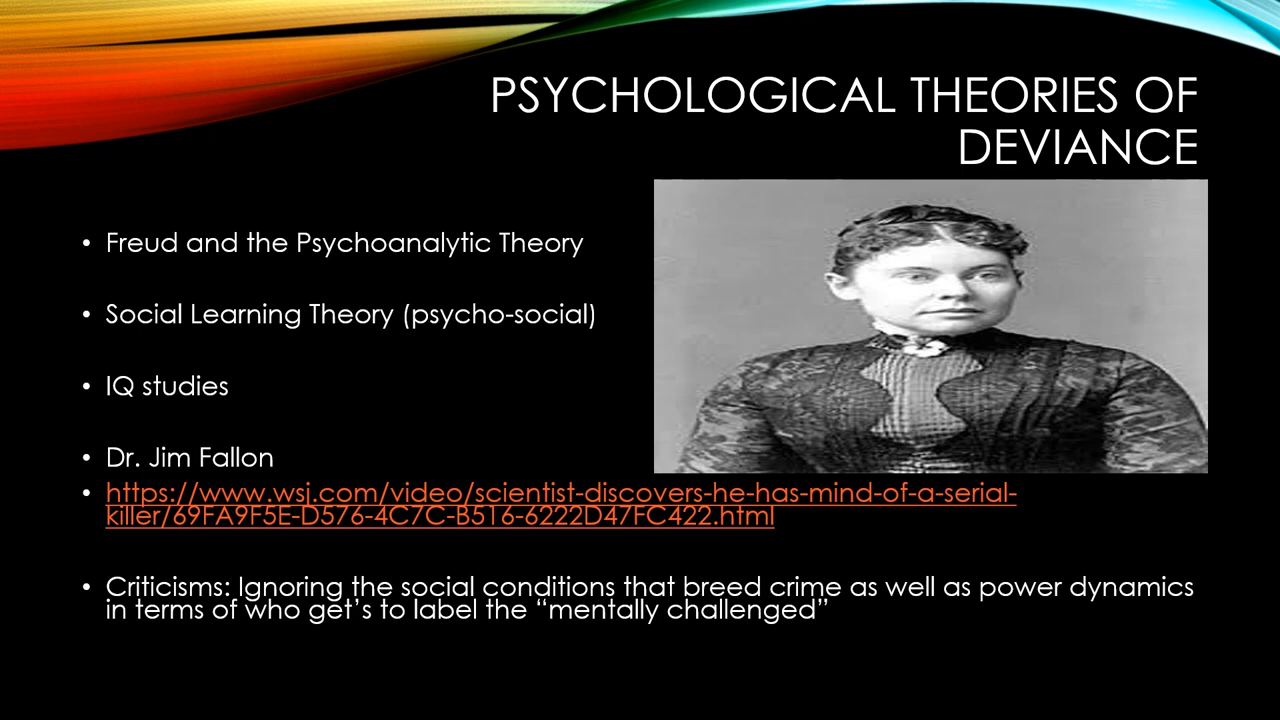 PSYCHOLOGICAL THEORIES OF
DEVIANCE
• Freud and the Psychoanalytic Theory
• Social Learning Theory (psycho-social)
• IQ studies
• Dr. Jim Fallon
• https://www.wsj.com/video/scientist-discovers-he-has-mind-of-a-serial-
killer/69FA9F5E-D576-4C7C-B516-6222D47FC422.html
• Criticisms: Ignoring the social conditions that breed crime as well as power dynamics
in terms of who get’s to label the “mentally challenged”